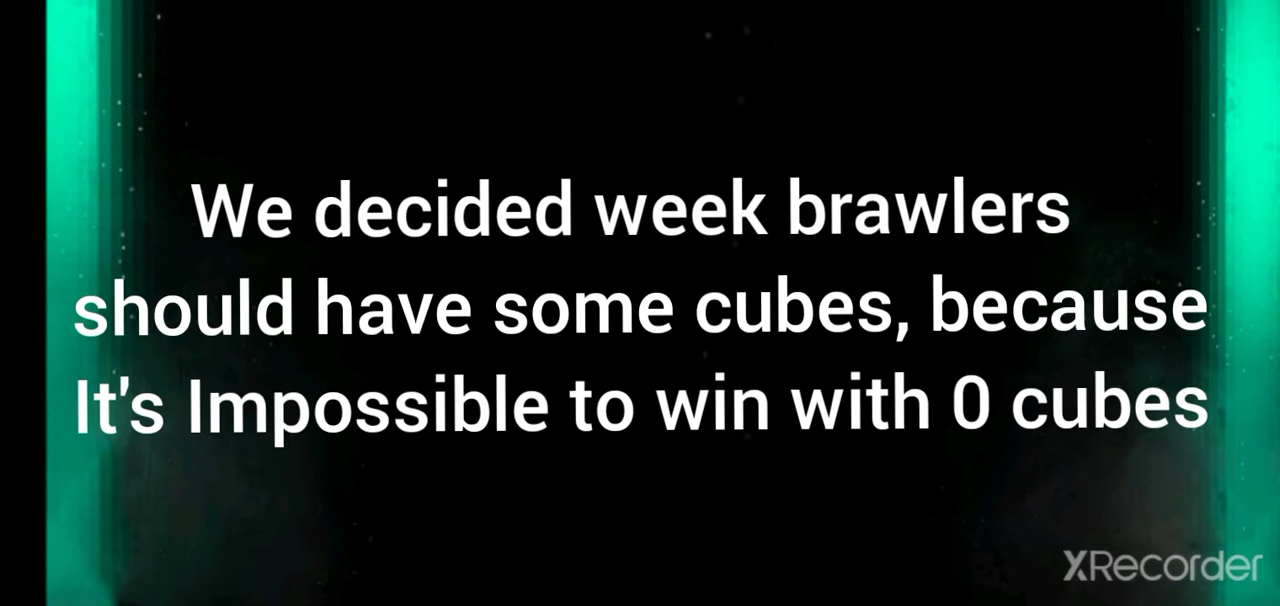 We decided week brawlers
should have some cubes, because
It's Impossible to win with 0 cubes
XRecorder